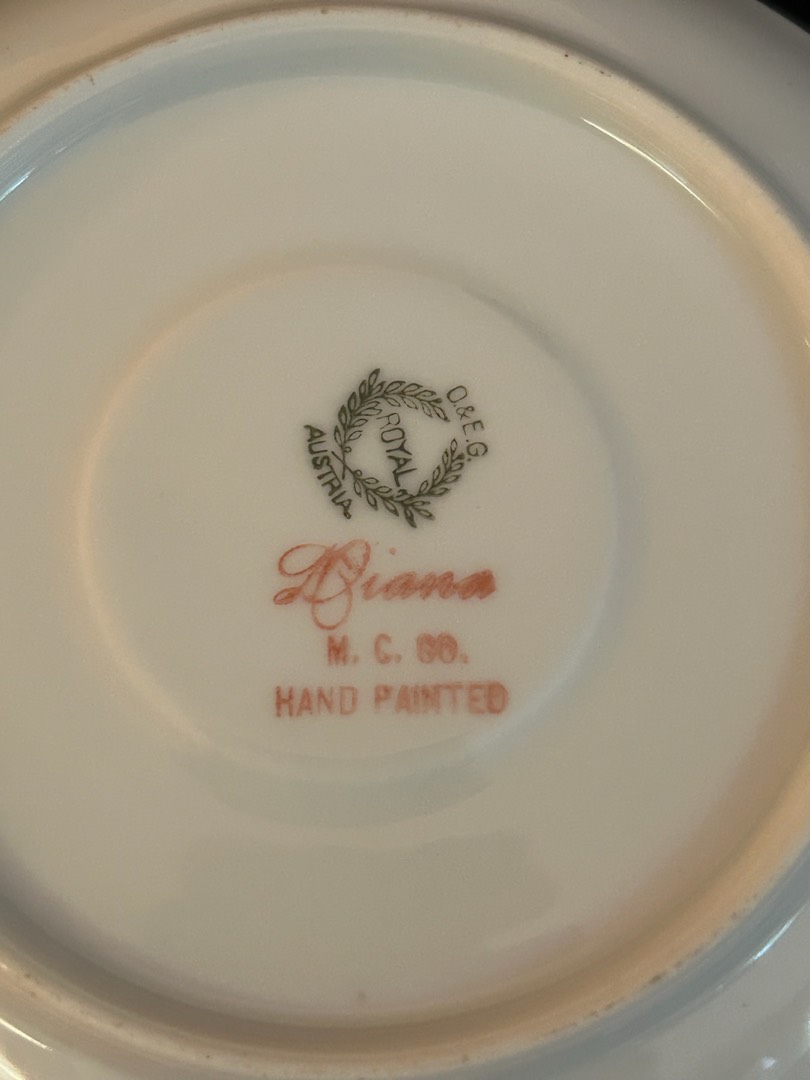 O.&E.G.
ROYAL
AUSTRIA.
Diana
M. C. CO.
HAND PAINTED